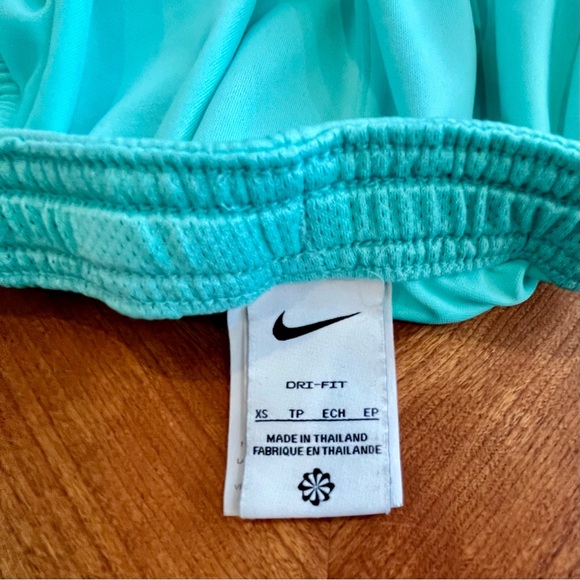 DRI-FIT
XS TP ECH EP
MADE IN THAILAND
FABRIQUE EN THAILANDE